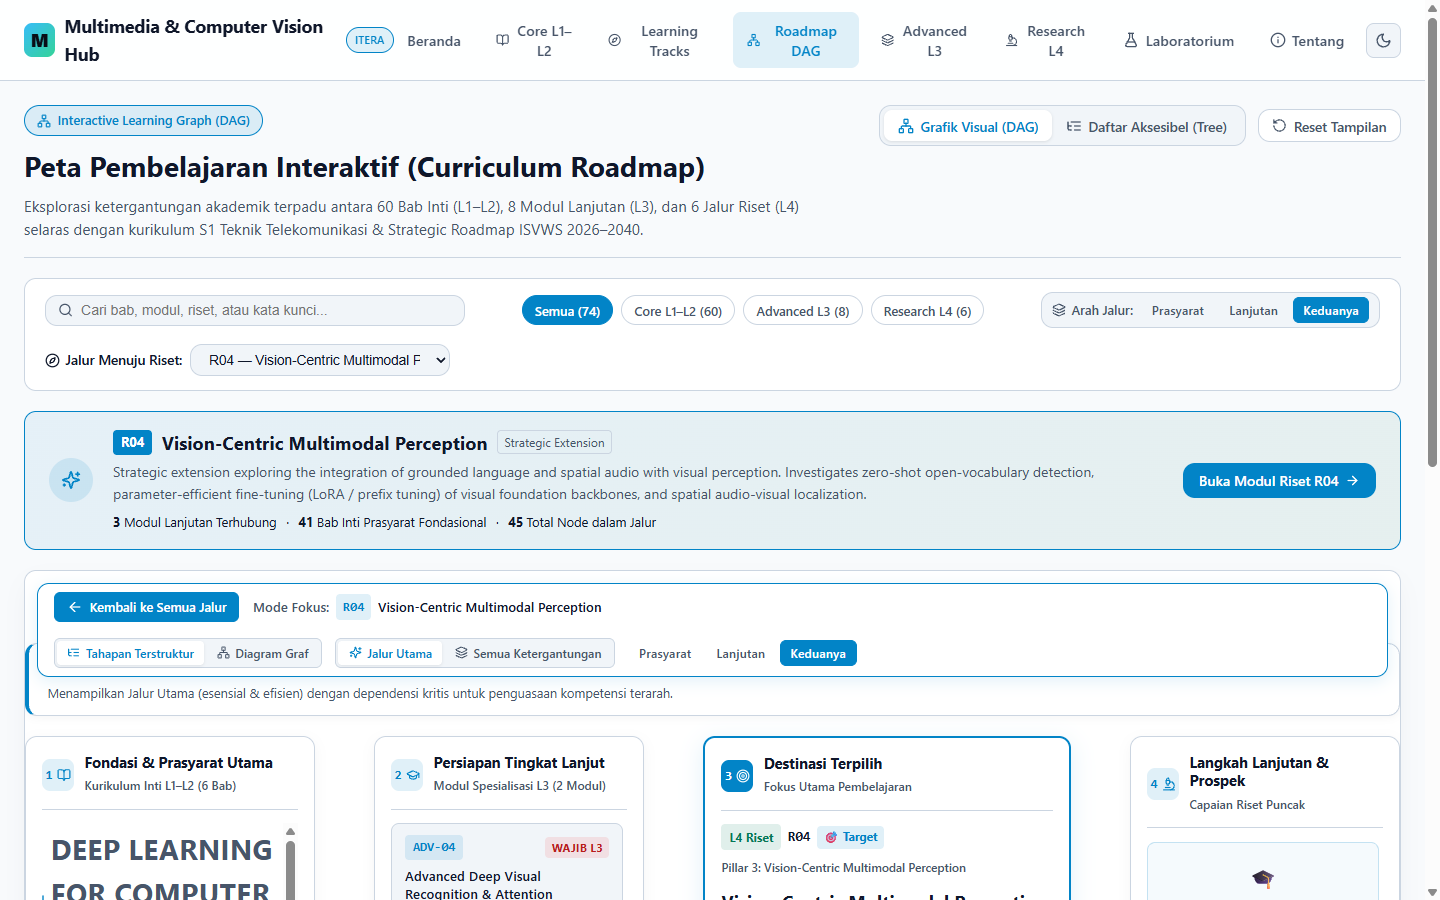 M Multimedia & Computer Vision Hub
ITERA
Beranda
Core L1–L2
Learning Tracks
Roadmap DAG
Advanced L3
Research L4
Laboratorium
Tentang
Interactive Learning Graph (DAG)
Grafik Visual (DAG)
Daftar Aksesibel (Tree)
Reset Tampilan
Peta Pembelajaran Interaktif (Curriculum Roadmap)
Eksplorasi ketergantungan akademik terpadu antara 60 Bab Inti (L1–L2), 8 Modul Lanjutan (L3), dan 6 Jalur Riset (L4)
selaras dengan kurikulum S1 Teknik Telekomunikasi & Strategic Roadmap ISVWS 2026–2040.
Cari bab, modul, riset, atau kata kunci...
Semua (74)
Core L1–L2 (60)
Advanced L3 (8)
Research L4 (6)
Arah Jalur:
Prasyarat
Lanjutan
Keduanya
Jalur Menuju Riset:
R04 — Vision-Centric Multimodal P
R04 Vision-Centric Multimodal Perception Strategic Extension
Strategic extension exploring the integration of grounded language and spatial audio with visual perception. Investigates zero-shot open-vocabulary detection,
parameter-efficient fine-tuning (LoRA / prefix tuning) of visual foundation backbones, and spatial audio-visual localization.
3 Modul Lanjutan Terhubung · 41 Bab Inti Prasyarat Fondasional · 45 Total Node dalam Jalur
Buka Modul Riset R04 →
← Kembali ke Semua Jalur
Mode Fokus: R04 Vision-Centric Multimodal Perception
Tahapan Terstruktur
Diagram Graf
Jalur Utama
Semua Ketergantungan
Prasyarat
Lanjutan
Keduanya
Menampilkan Jalur Utama (esensial & efisien) dengan dependensi kritis untuk penguasaan kompetensi terarah.
1 Fondasi & Prasyarat Utama
Kurikulum Inti L1–L2 (6 Bab)
DEEP LEARNING
FOR COMPUTER
2 Persiapan Tingkat Lanjut
Modul Spesialisasi L3 (2 Modul)
ADV-04
WAJIB L3
Advanced Deep Visual
Recognition & Attention
3 Destinasi Terpilih
Fokus Utama Pembelajaran
L4 Riset R04 🎯 Target
Pillar 3: Vision-Centric Multimodal Perception
Vision-Centric Multimodal Perception
4 Langkah Lanjutan & Prospek
Capaian Riset Puncak